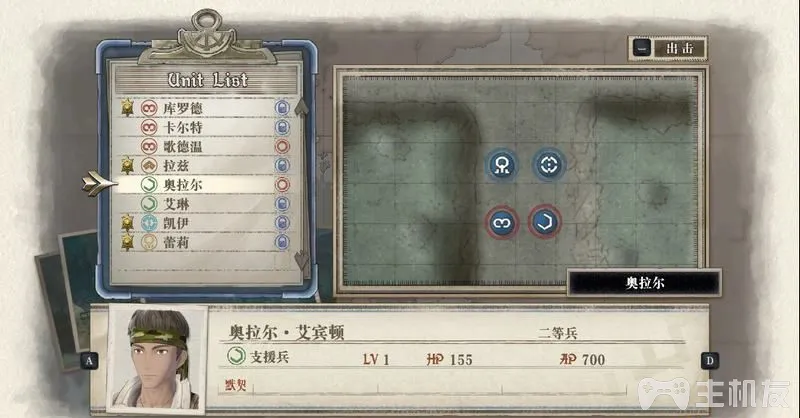 Unit List
出击
库罗德
卡尔特
歌德温
拉兹
奥拉尔
艾琳
凯伊
蕾莉
奥拉尔
奥拉尔·艾宾顿
二等兵
支援兵
LV 1
HP 155
AP 700
默契
A
D
主机友